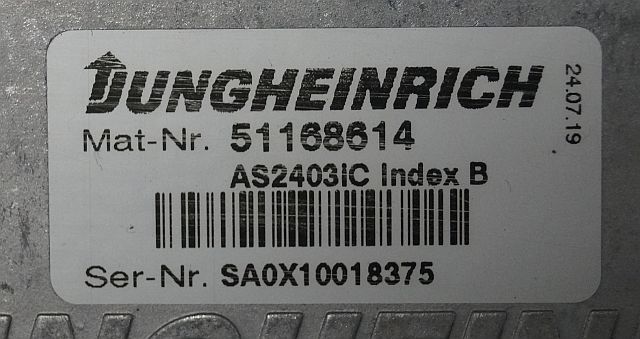 JUNGHEINRICH
Mat-Nr. 51168614
AS2403IC Index B
Ser-Nr. SA0X10018375
24.07.19